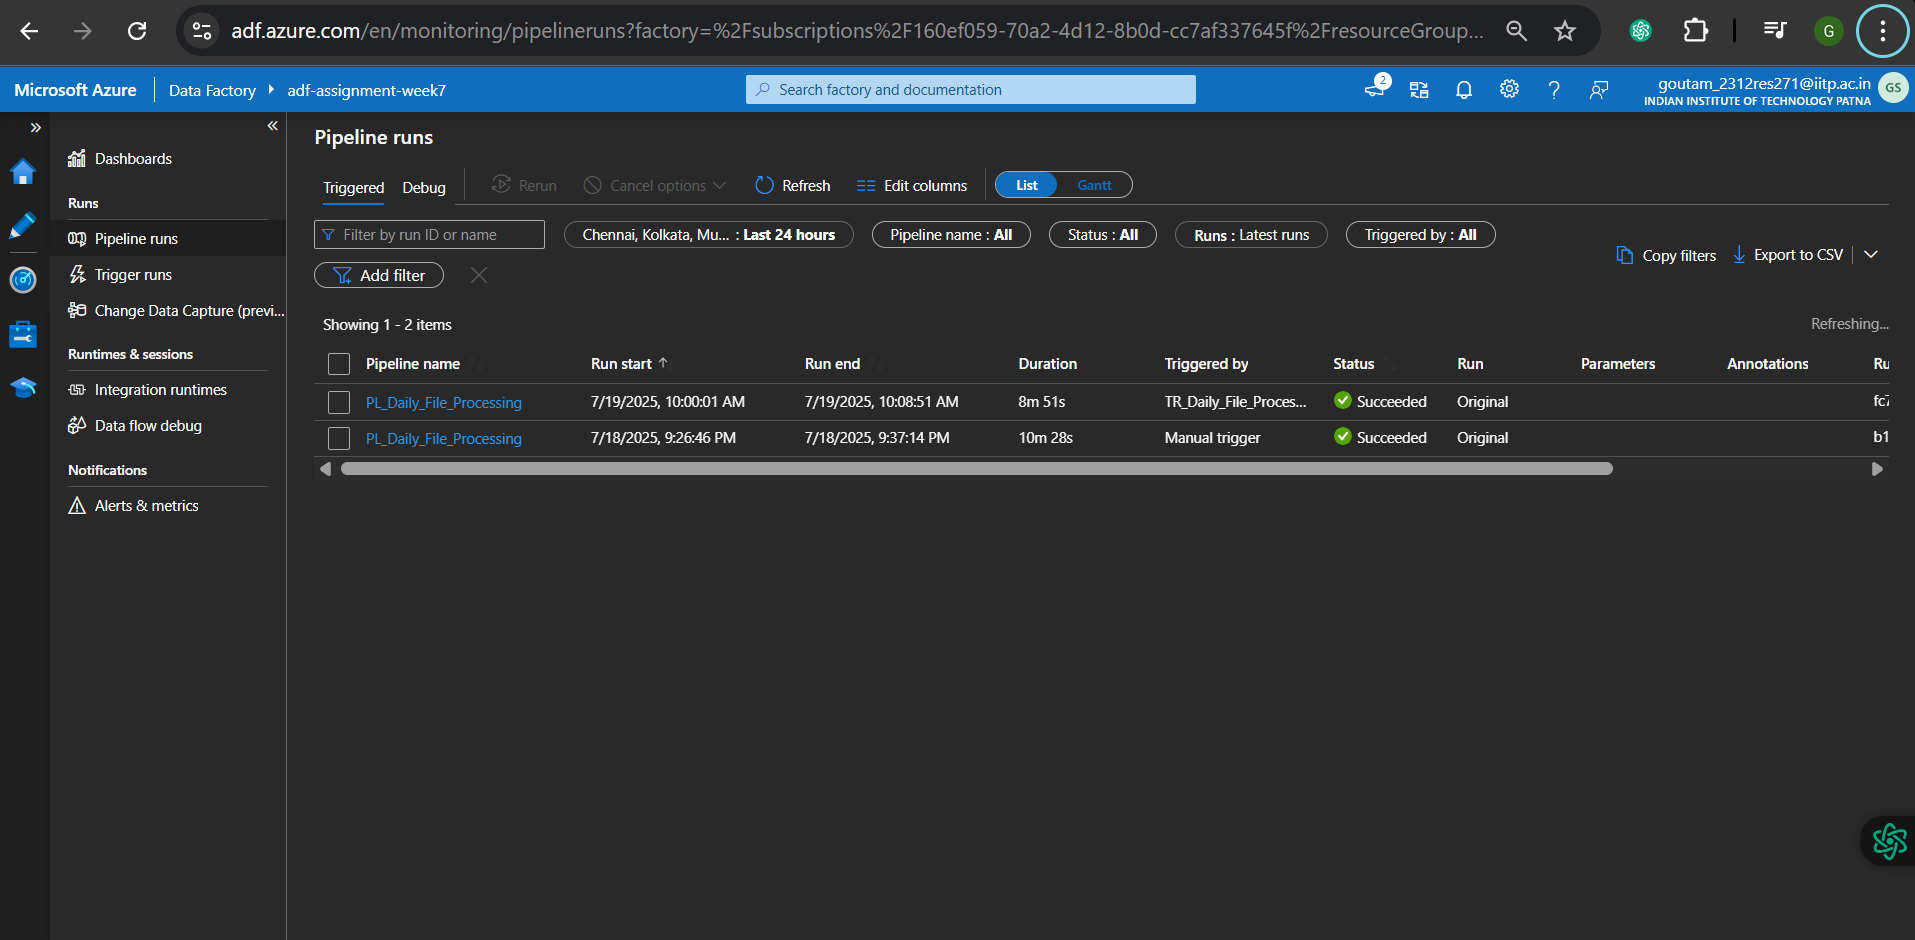 adf.azure.com/en/monitoring/pipelineruns?factory=%2Fsubscriptions%2F160ef059-70a2-4d12-8b0d-cc7af337645f%2FresourceGroup...
G
Microsoft Azure
Data Factory
adf-assignment-week7
Search factory and documentation
2
goutam_2312res271@iitp.ac.in
INDIAN INSTITUTE OF TECHNOLOGY PATNA
GS
Dashboards
Runs
Pipeline runs
Trigger runs
Change Data Capture (previ...
Runtimes & sessions
Integration runtimes
Data flow debug
Notifications
Alerts & metrics
Pipeline runs
Triggered Debug Rerun Cancel options Refresh Edit columns List Gantt
Filter by run ID or name Chennai, Kolkata, Mu... : Last 24 hours Pipeline name : All Status : All Runs : Latest runs Triggered by : All
Copy filters Export to CSV
Add filter
Showing 1 - 2 items
Refreshing...
Pipeline name Run start Run end Duration Triggered by Status Run Parameters Annotations Ru
PL_Daily_File_Processing 7/19/2025, 10:00:01 AM 7/19/2025, 10:08:51 AM 8m 51s TR_Daily_File_Proces... Succeeded Original fc7
PL_Daily_File_Processing 7/18/2025, 9:26:46 PM 7/18/2025, 9:37:14 PM 10m 28s Manual trigger Succeeded Original b1